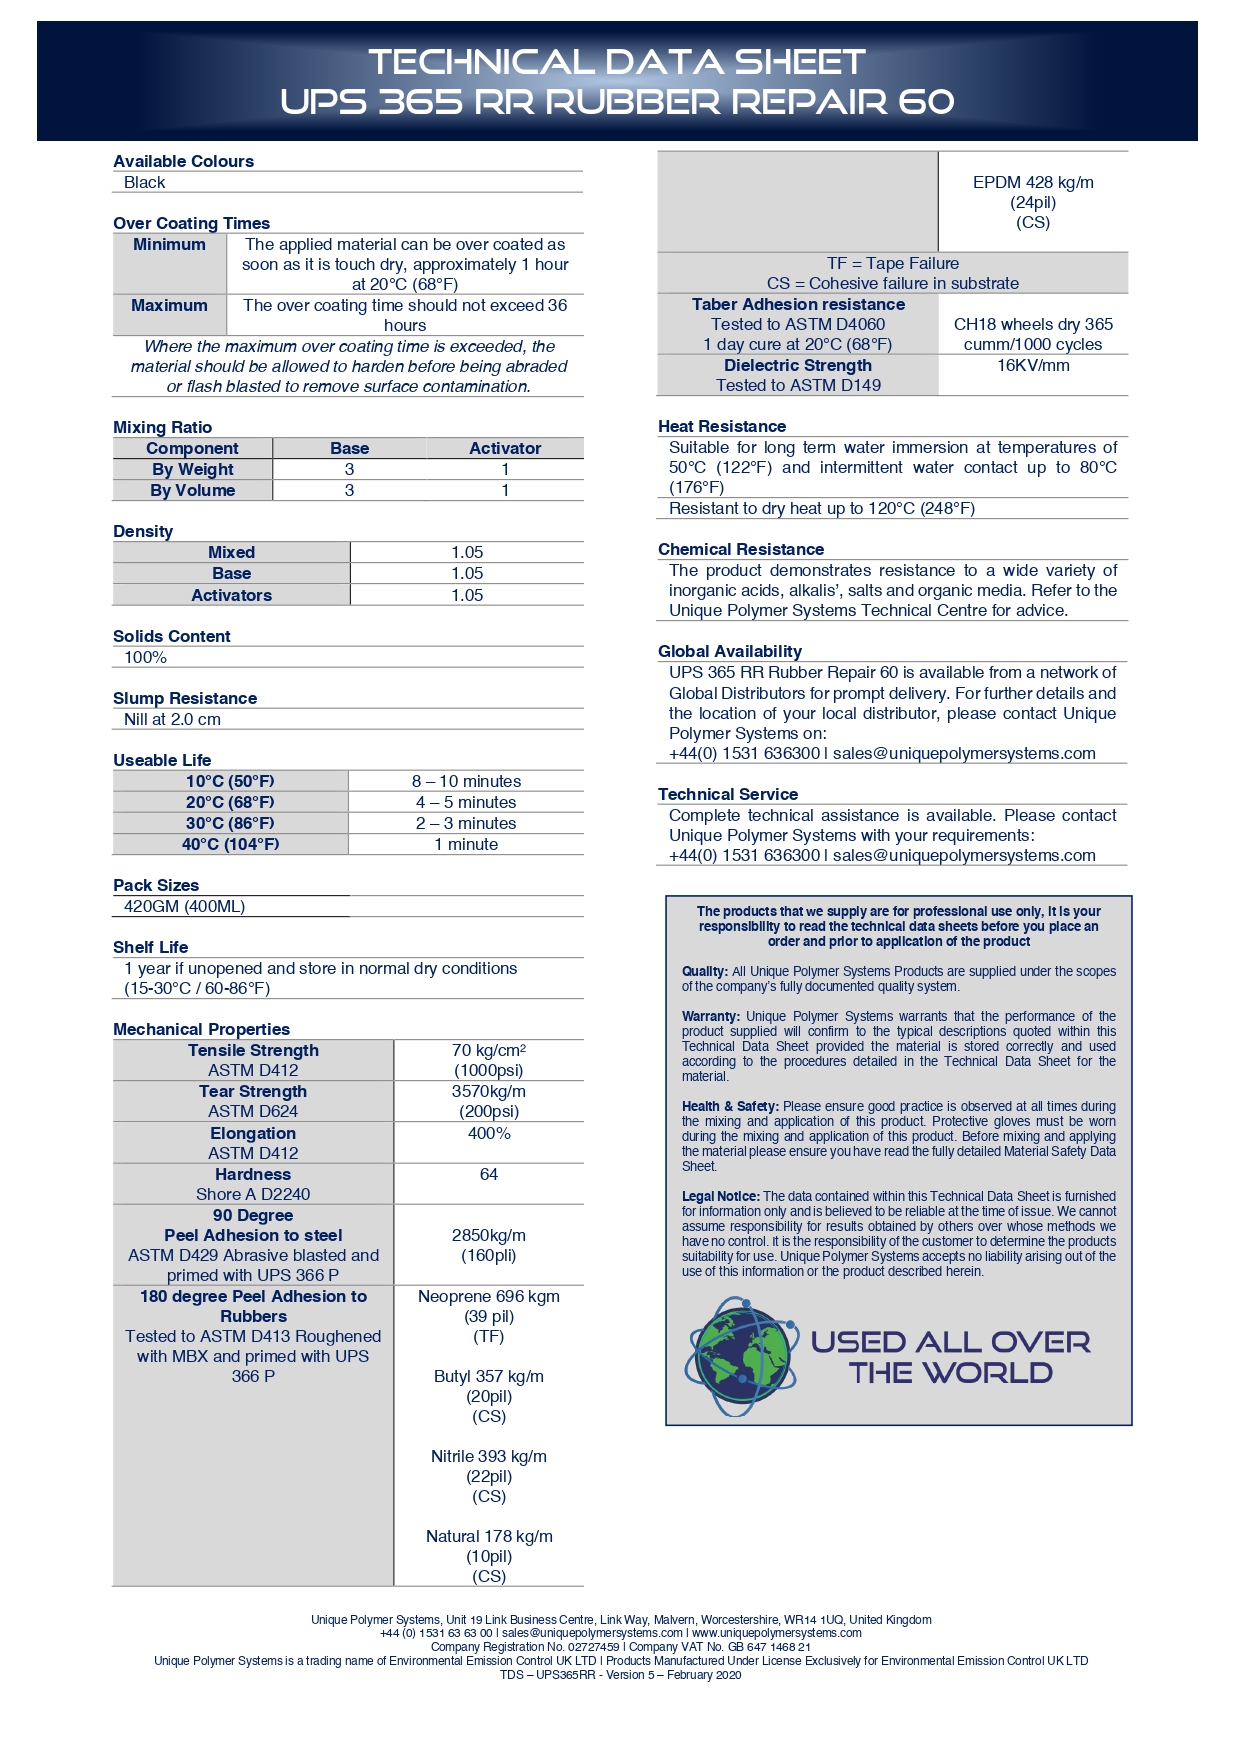 TECHNICAL DATA SHEET
UPS 365 RR RUBBER REPAIR 60
Available Colours
Black
Over Coating Times
Minimum The applied material can be over coated as
soon as it is touch dry, approximately 1 hour
at 20°C (68°F)
Maximum The over coating time should not exceed 36
hours
Where the maximum over coating time is exceeded, the
material should be allowed to harden before being abraded
or flash blasted to remove surface contamination.
Mixing Ratio
Component Base Activator
By Weight 3 1
By Volume 3 1
Density
Mixed 1.05
Base 1.05
Activators 1.05
Solids Content
100%
Slump Resistance
Nill at 2.0 cm
Useable Life
10°C (50°F) 8 – 10 minutes
20°C (68°F) 4 – 5 minutes
30°C (86°F) 2 – 3 minutes
40°C (104°F) 1 minute
Pack Sizes
420GM (400ML)
Shelf Life
1 year if unopened and store in normal dry conditions
(15-30°C / 60-86°F)
Mechanical Properties
Tensile Strength 70 kg/cm²
ASTM D412 (1000psi)
Tear Strength 3570kg/m
ASTM D624 (200psi)
Elongation 400%
ASTM D412
Hardness 64
Shore A D2240
90 Degree
Peel Adhesion to steel 2850kg/m
ASTM D429 Abrasive blasted and (160pli)
primed with UPS 366 P
180 degree Peel Adhesion to Neoprene 696 kgm
Rubbers (39 pil)
Tested to ASTM D413 Roughened (TF)
with MBX and primed with UPS
366 P Butyl 357 kg/m
(20pil)
(CS)
Nitrile 393 kg/m
(22pil)
(CS)
Natural 178 kg/m
(10pil)
(CS)
EPDM 428 kg/m
(24pil)
(CS)
TF = Tape Failure
CS = Cohesive failure in substrate
Taber Adhesion resistance
Tested to ASTM D4060 CH18 wheels dry 365
1 day cure at 20°C (68°F) cumm/1000 cycles
Dielectric Strength 16KV/mm
Tested to ASTM D149
Heat Resistance
Suitable for long term water immersion at temperatures of
50°C (122°F) and intermittent water contact up to 80°C
(176°F)
Resistant to dry heat up to 120°C (248°F)
Chemical Resistance
The product demonstrates resistance to a wide variety of
inorganic acids, alkalis’, salts and organic media. Refer to the
Unique Polymer Systems Technical Centre for advice.
Global Availability
UPS 365 RR Rubber Repair 60 is available from a network of
Global Distributors for prompt delivery. For further details and
the location of your local distributor, please contact Unique
Polymer Systems on:
+44(0) 1531 636300 | sales@uniquepolymersystems.com
Technical Service
Complete technical assistance is available. Please contact
Unique Polymer Systems with your requirements:
+44(0) 1531 636300 | sales@uniquepolymersystems.com
The products that we supply are for professional use only, it is your
responsibility to read the technical data sheets before you place an
order and prior to application of the product
Quality: All Unique Polymer Systems Products are supplied under the scopes
of the company’s fully documented quality system.
Warranty: Unique Polymer Systems warrants that the performance of the
product supplied will confirm to the typical descriptions quoted within this
Technical Data Sheet provided the material is stored correctly and used
according to the procedures detailed in the Technical Data Sheet for the
material.
Health & Safety: Please ensure good practice is observed at all times during
the mixing and application of this product. Protective gloves must be worn
during the mixing and application of this product. Before mixing and applying
the material please ensure you have read the fully detailed Material Safety Data
Sheet.
Legal Notice: The data contained within this Technical Data Sheet is furnished
for information only and is believed to be reliable at the time of issue. We cannot
assume responsibility for results obtained by others over whose methods we
have no control. It is the responsibility of the customer to determine the products
suitability for use. Unique Polymer Systems accepts no liability arising out of the
use of this information or the product described herein.
USED ALL OVER
THE WORLD
Unique Polymer Systems, Unit 19 Link Business Centre, Link Way, Malvern, Worcestershire, WR14 1UQ, United Kingdom
+44 (0) 1531 63 63 00 | sales@uniquepolymersystems.com | www.uniquepolymersystems.com
Company Registration No. 02727459 | Company VAT No. GB 647 1468 21
Unique Polymer Systems is a trading name of Environmental Emission Control UK LTD | Products Manufactured Under License Exclusively for Environmental Emission Control UK LTD
TDS – UPS365RR - Version 5 – February 2020